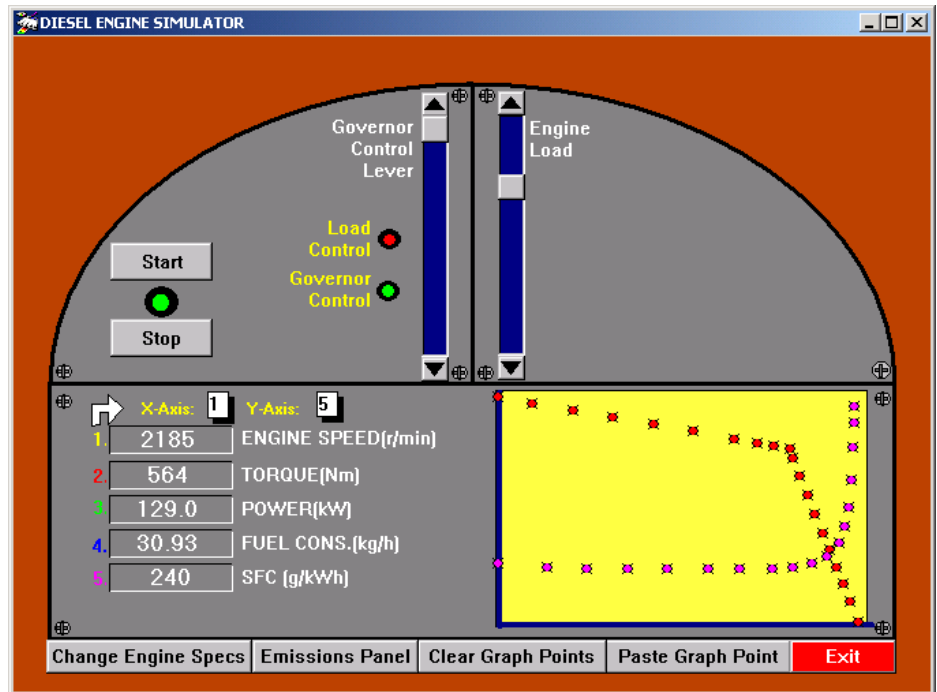 DIESEL ENGINE SIMULATOR
Governor
Control
Lever
Engine
Load
Load
Control
Governor
Control
Start
Stop
X-Axis: 1 Y-Axis: 5
1. 2185 ENGINE SPEED(r/min)
2. 564 TORQUE(Nm)
3. 129.0 POWER(kW)
4. 30.93 FUEL CONS.(kg/h)
5. 240 SFC (g/kWh)
Change Engine Specs Emissions Panel Clear Graph Points Paste Graph Point Exit